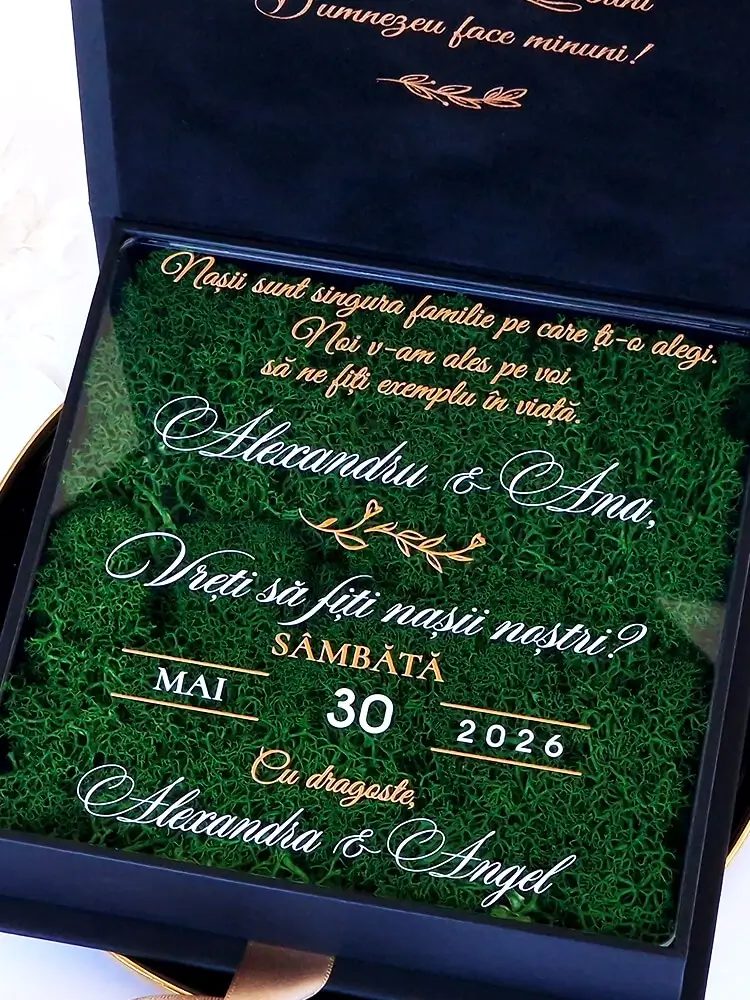 Dumnezeu face minuni!
Nașii sunt singura familie pe care ți-o alegi.
Noi v-am ales pe voi
să ne fiți exemplu în viață.
Alexandru & Ana,
Vreți să fiți nașii noștri?
SÂMBĂTĂ
MAI 30 2026
Cu dragoste,
Alexandra & Angel